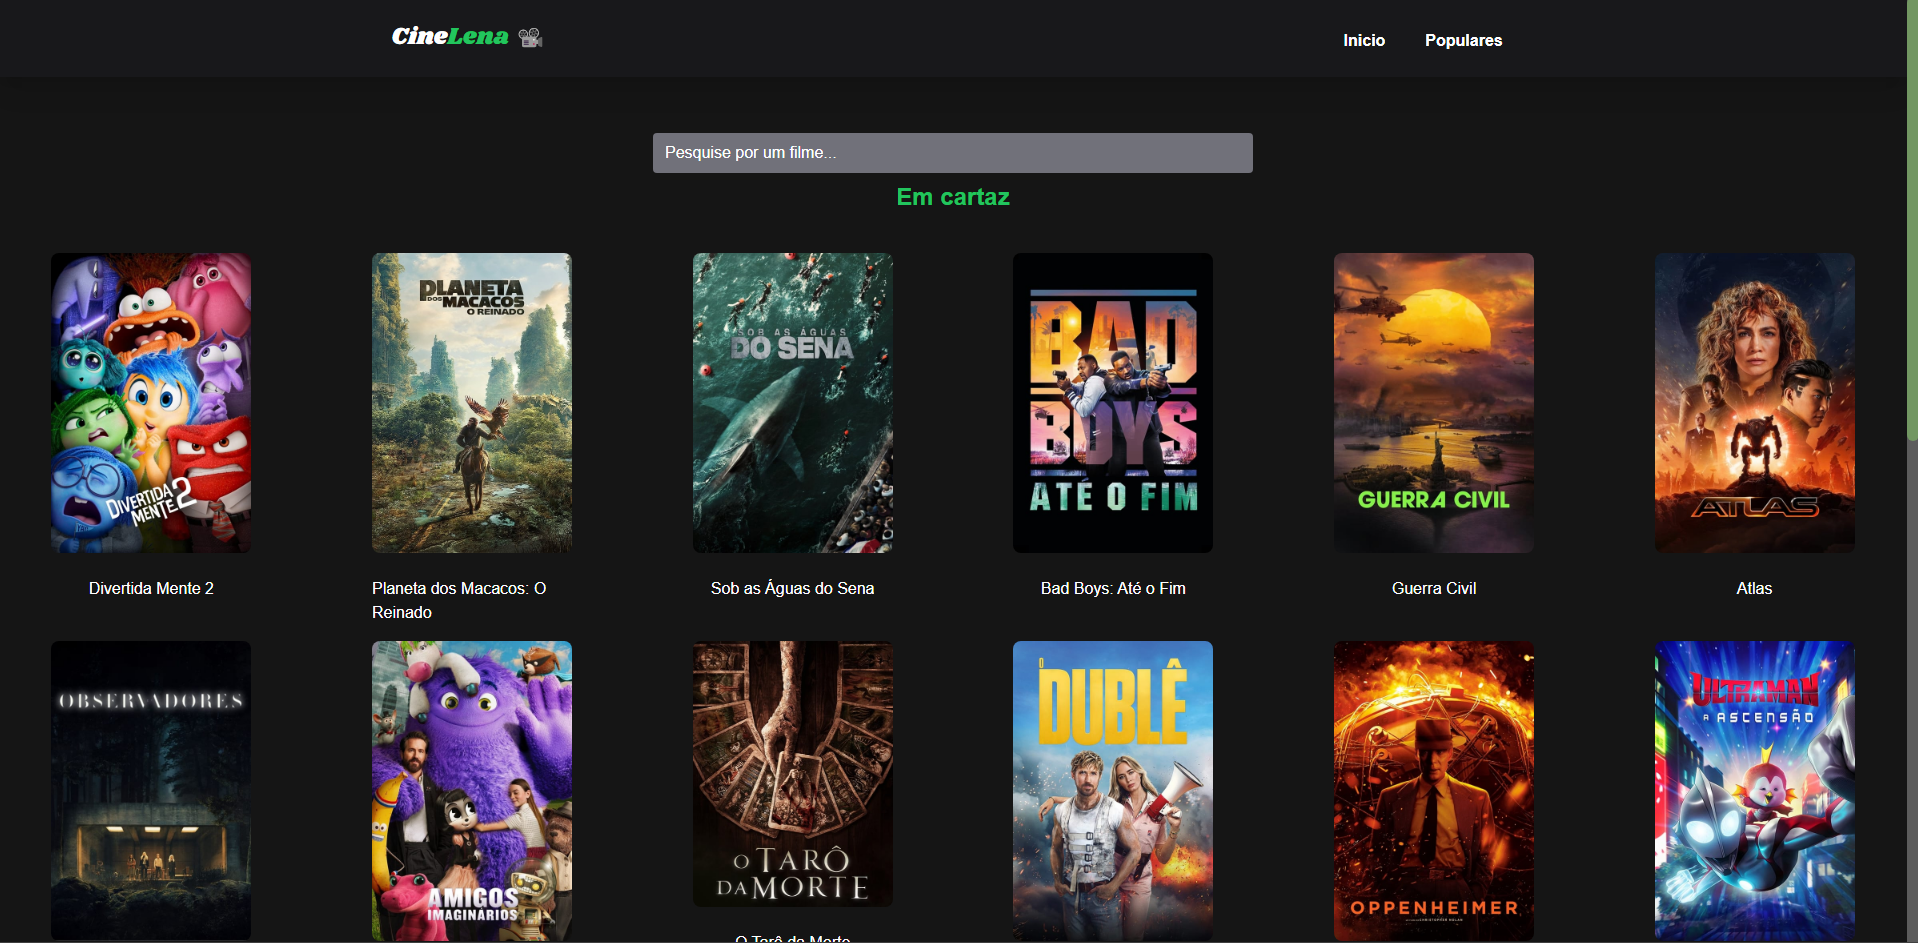 CineLena
Inicio
Populares
Pesquise por um filme...
Em cartaz
DIVERTIDA
MENTE 2
PLANETA
DOS MACACOS
O REINADO
SOB AS ÁGUAS
DO SENA
BAD
BOYS
ATÉ O FIM
GUERRA CIVIL
ATLAS
Divertida Mente 2
Planeta dos Macacos: O
Reinado
Sob as Águas do Sena
Bad Boys: Até o Fim
Guerra Civil
Atlas
OBSERVADORES
AMIGOS
IMAGINÁRIOS
O TARÔ
DA MORTE
O DUBLÊ
OPPENHEIMER
ULTRAMAN
A ASCENSÃO
O Tarô da Morte